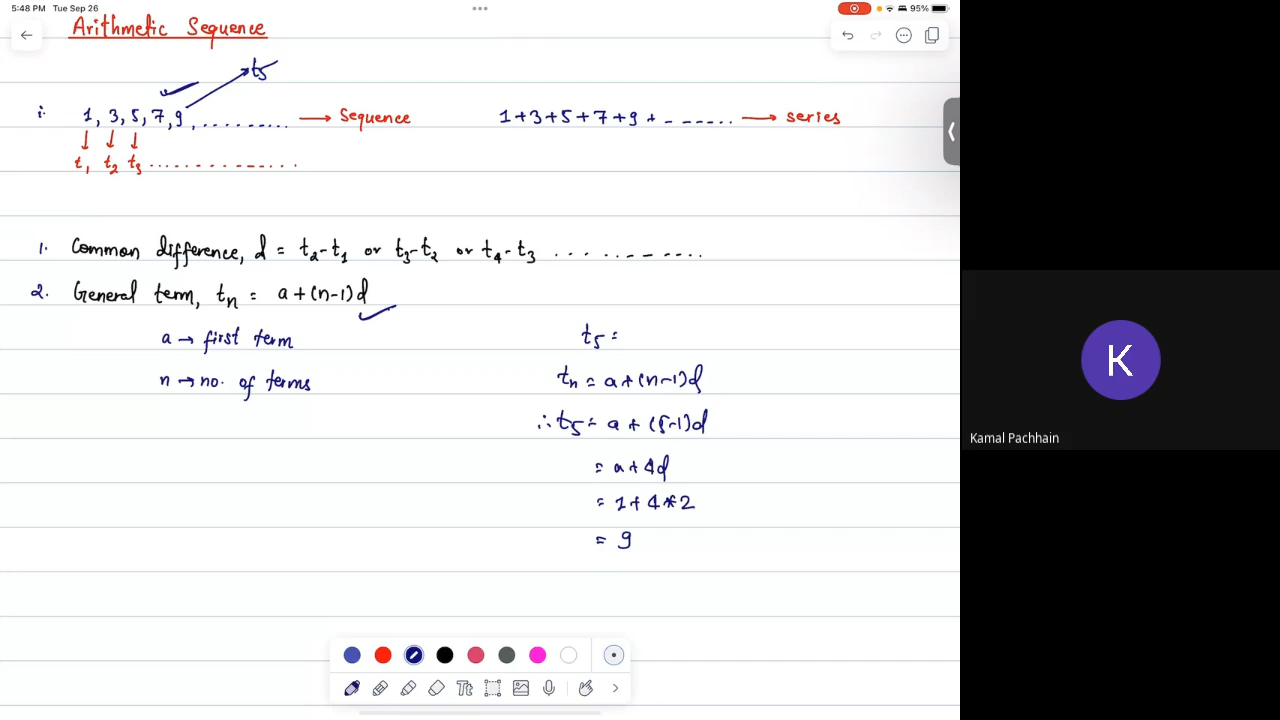 5:48 PM Tue Sep 26
95%
Arithmetic Sequence
t5
i. 1, 3, 5, 7, 9, .......... → Sequence
1+3+5+7+9+ ------.. → series
t1 t2 t3 ..............
1. Common difference, d = t2-t1 or t3-t2 or t4-t3 ............
2. General term, tn = a+(n-1)d
a → first term
n → no. of terms
t5 =
tn = a+(n-1)d
∴ t5 = a + (5-1)d
= a+4d
= 1+4*2
= 9
Tt
K
Kamal Pachhain